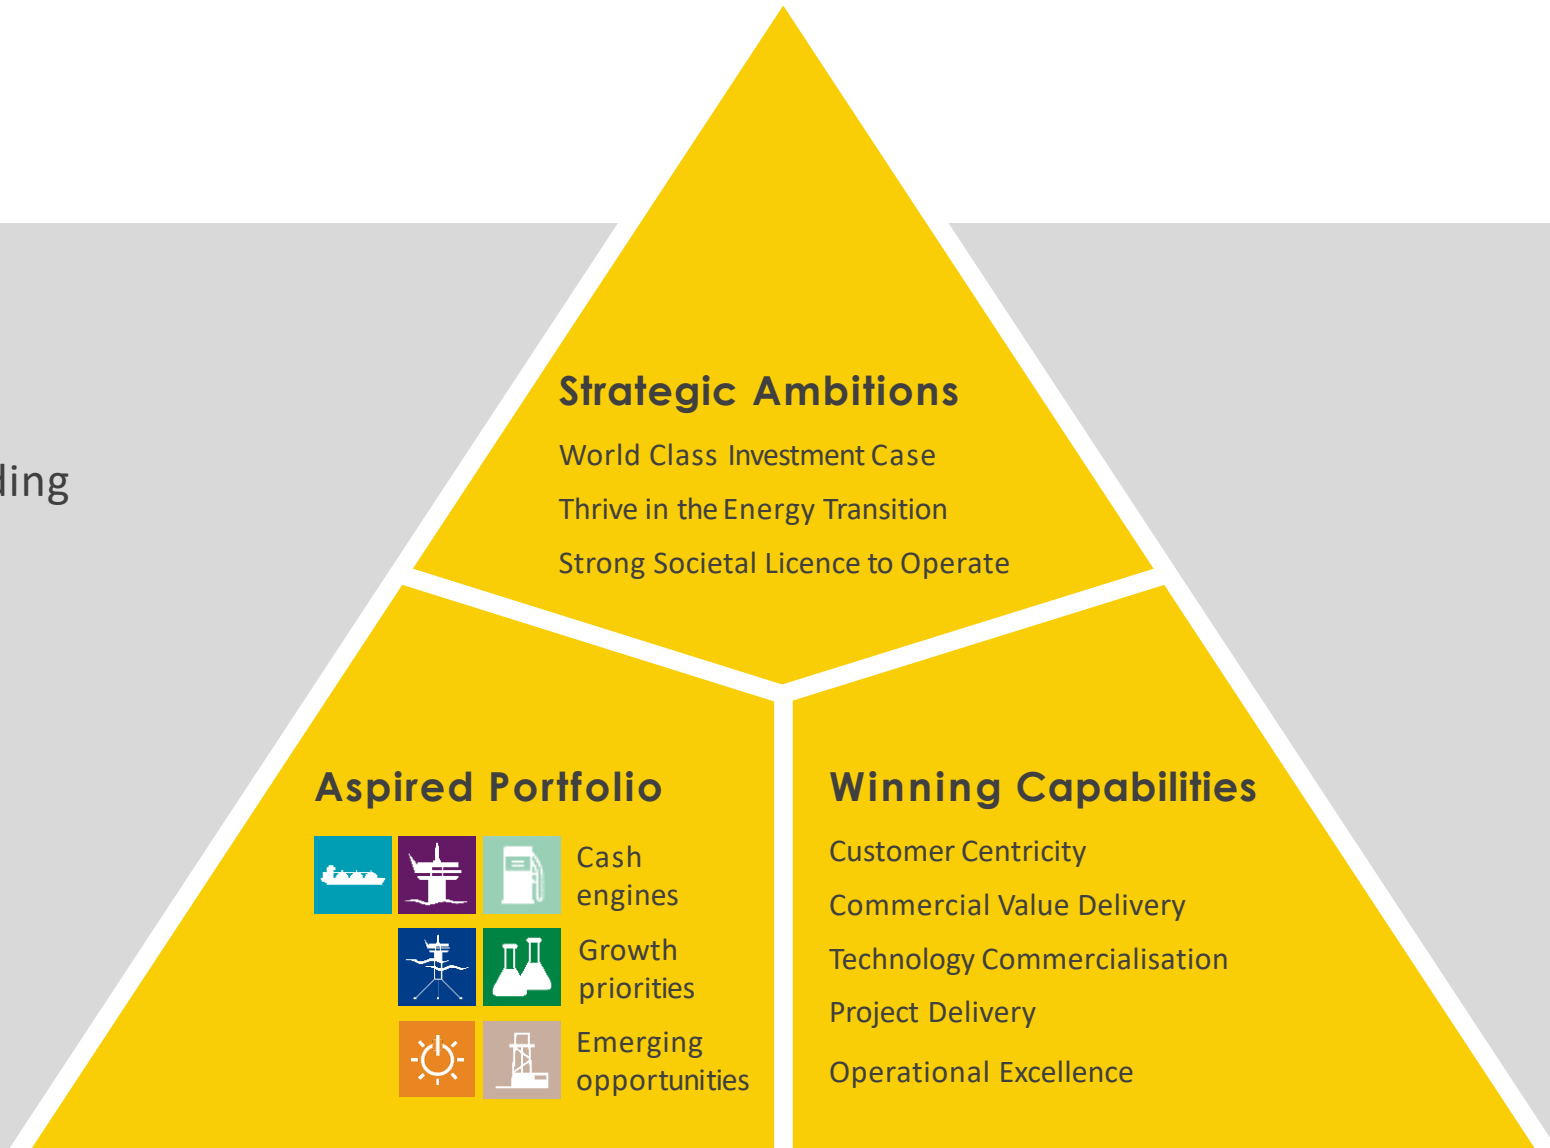 Strategic Ambitions
World Class Investment Case
ding
Thrive in the Energy Transition
Strong Societal Licence to Operate
Aspired Portfolio
Cash
engines
Growth
priorities
Emerging
opportunities
Winning Capabilities
Customer Centricity
Commercial Value Delivery
Technology Commercialisation
Project Delivery
Operational Excellence